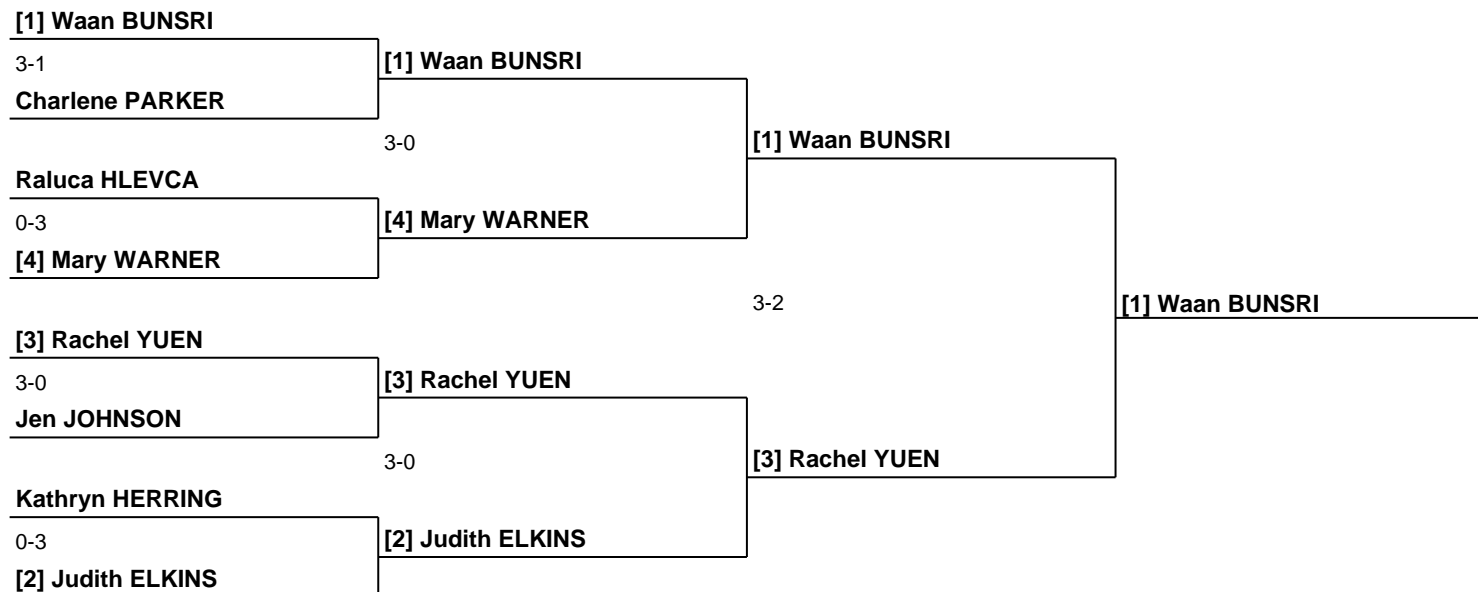 [1] Waan BUNSRI
3-1
[1] Waan BUNSRI
Charlene PARKER
3-0
[1] Waan BUNSRI
Raluca HLEVCA
0-3
[4] Mary WARNER
[4] Mary WARNER
3-2
[1] Waan BUNSRI
[3] Rachel YUEN
3-0
[3] Rachel YUEN
Jen JOHNSON
3-0
[3] Rachel YUEN
Kathryn HERRING
0-3
[2] Judith ELKINS
[2] Judith ELKINS